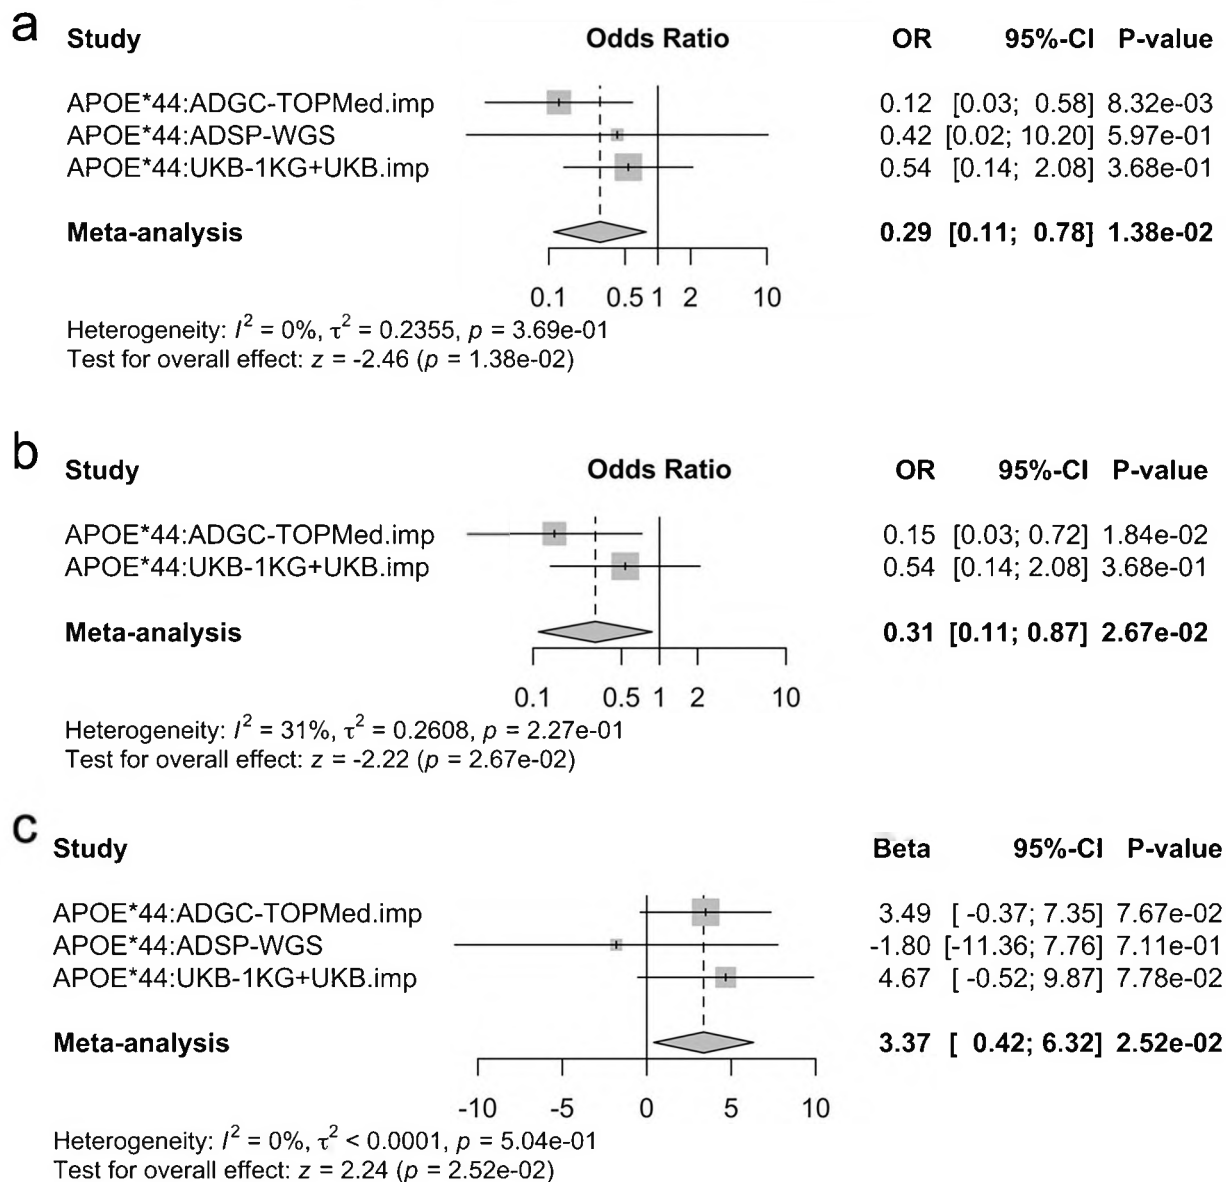 a
Study Odds Ratio OR 95%-CI P-value
APOE*44:ADGC-TOPMed.imp 0.12 [0.03; 0.58] 8.32e-03
APOE*44:ADSP-WGS 0.42 [0.02; 10.20] 5.97e-01
APOE*44:UKB-1KG+UKB.imp 0.54 [0.14; 2.08] 3.68e-01
Meta-analysis 0.29 [0.11; 0.78] 1.38e-02
0.1 0.5 1 2 10
Heterogeneity: I² = 0%, τ² = 0.2355, p = 3.69e-01
Test for overall effect: z = -2.46 (p = 1.38e-02)
b
Study Odds Ratio OR 95%-CI P-value
APOE*44:ADGC-TOPMed.imp 0.15 [0.03; 0.72] 1.84e-02
APOE*44:UKB-1KG+UKB.imp 0.54 [0.14; 2.08] 3.68e-01
Meta-analysis 0.31 [0.11; 0.87] 2.67e-02
0.1 0.5 1 2 10
Heterogeneity: I² = 31%, τ² = 0.2608, p = 2.27e-01
Test for overall effect: z = -2.22 (p = 2.67e-02)
c
Study Beta 95%-CI P-value
APOE*44:ADGC-TOPMed.imp 3.49 [ -0.37; 7.35] 7.67e-02
APOE*44:ADSP-WGS -1.80 [-11.36; 7.76] 7.11e-01
APOE*44:UKB-1KG+UKB.imp 4.67 [ -0.52; 9.87] 7.78e-02
Meta-analysis 3.37 [ 0.42; 6.32] 2.52e-02
-10 -5 0 5 10
Heterogeneity: I² = 0%, τ² < 0.0001, p = 5.04e-01
Test for overall effect: z = 2.24 (p = 2.52e-02)